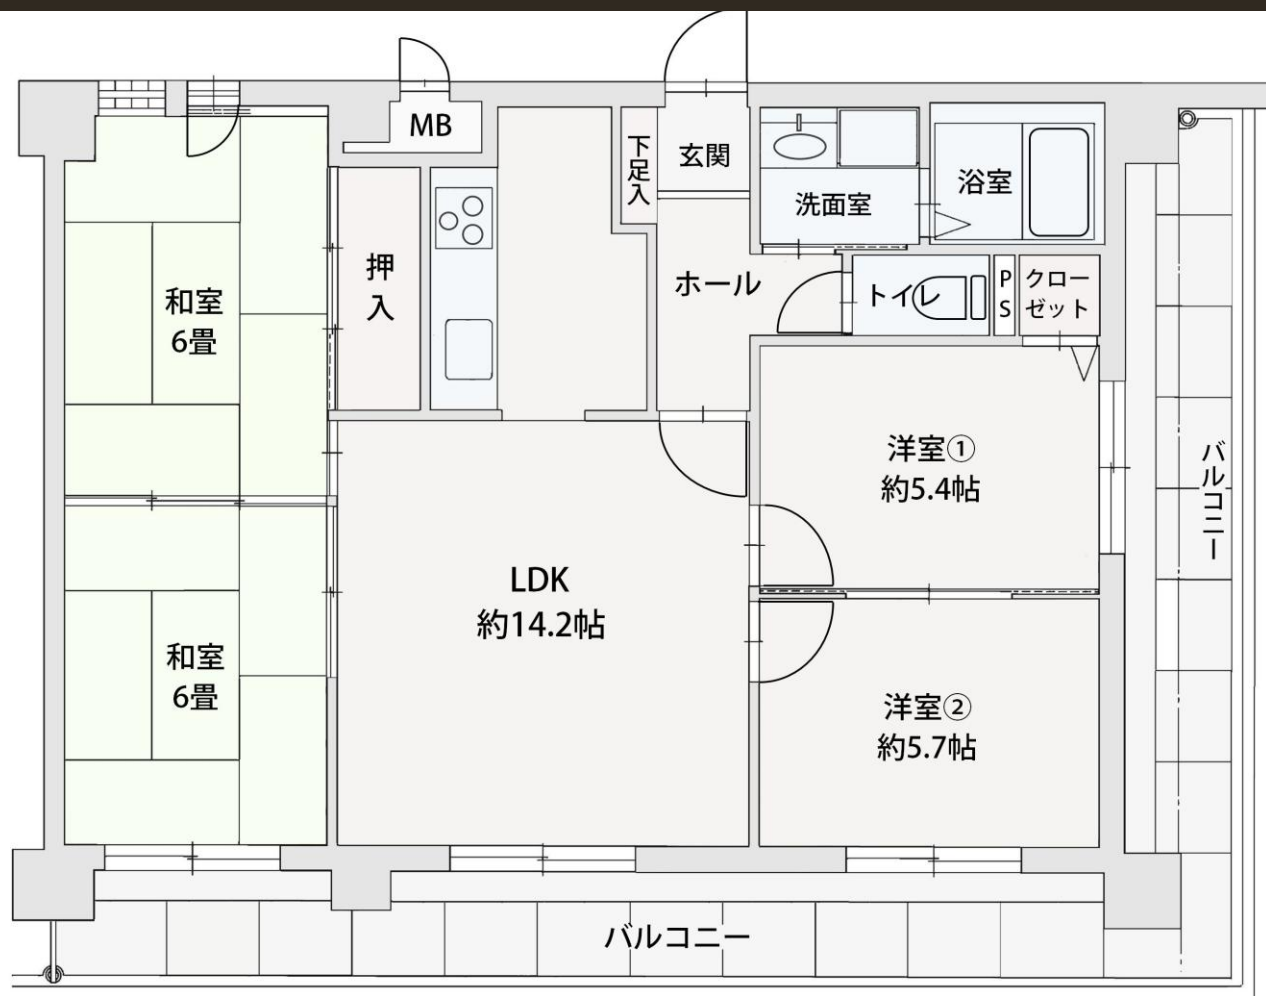 MB
下足入
玄関
洗面室
浴室
押入
ホール
トイレ
PS
クロー
ゼット
和室
6畳
洋室①
約5.4帖
バルコニー
LDK
約14.2帖
和室
6畳
洋室②
約5.7帖
バルコニー